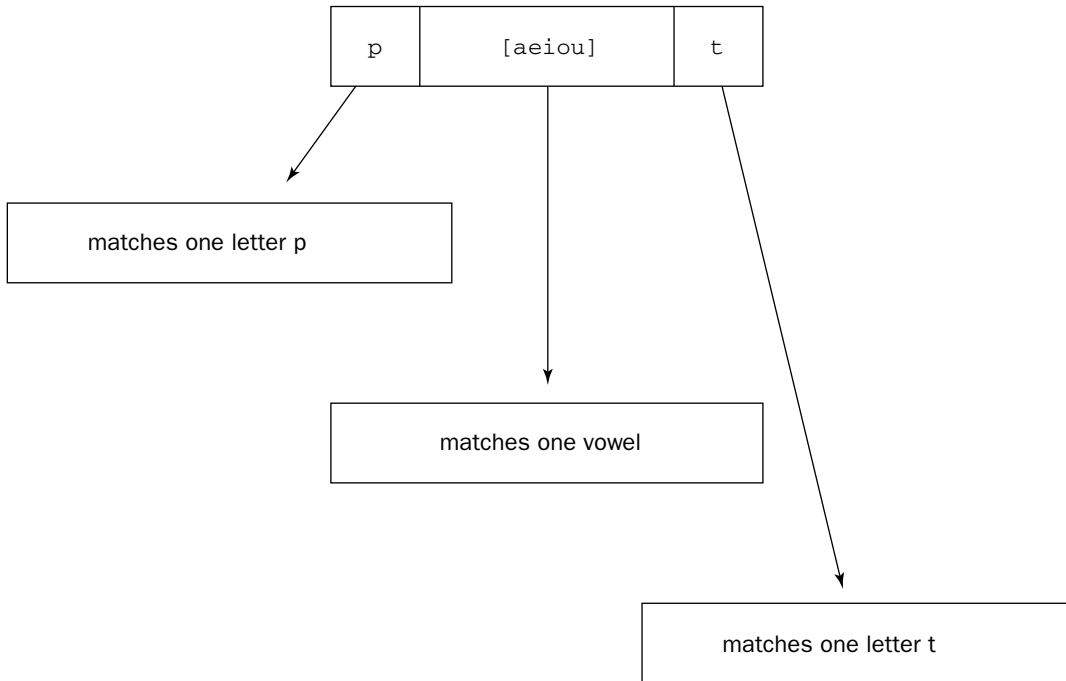 p [aeiou] t
matches one letter p
matches one vowel
matches one letter t